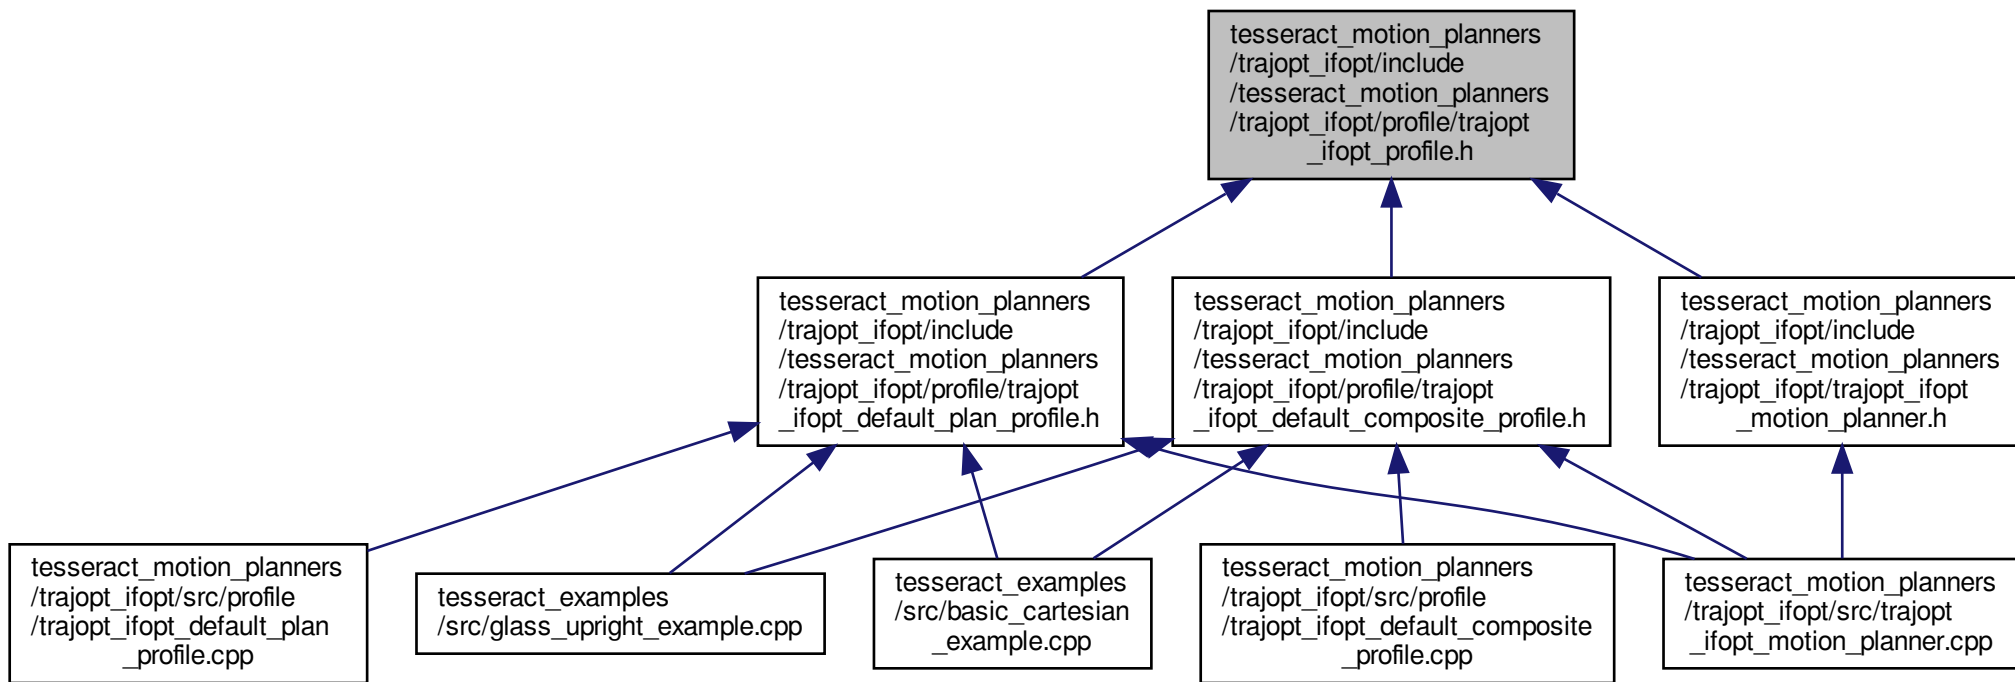 tesseract_motion_planners
/trajopt_ifopt/include
/tesseract_motion_planners
/trajopt_ifopt/profile/trajopt
_ifopt_profile.h
tesseract_motion_planners
/trajopt_ifopt/include
/tesseract_motion_planners
/trajopt_ifopt/profile/trajopt
_ifopt_default_plan_profile.h
tesseract_motion_planners
/trajopt_ifopt/include
/tesseract_motion_planners
/trajopt_ifopt/profile/trajopt
_ifopt_default_composite_profile.h
tesseract_motion_planners
/trajopt_ifopt/include
/tesseract_motion_planners
/trajopt_ifopt/trajopt_ifopt
_motion_planner.h
tesseract_motion_planners
/trajopt_ifopt/src/profile
/trajopt_ifopt_default_plan
_profile.cpp
tesseract_examples
/src/glass_upright_example.cpp
tesseract_examples
/src/basic_cartesian
_example.cpp
tesseract_motion_planners
/trajopt_ifopt/src/profile
/trajopt_ifopt_default_composite
_profile.cpp
tesseract_motion_planners
/trajopt_ifopt/src/trajopt
_ifopt_motion_planner.cpp